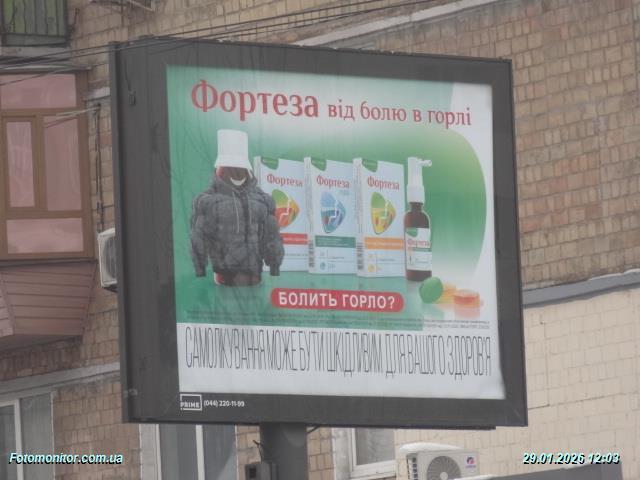 Фортеза від болю в горлі
Фортеза Фортеза Фортеза
БОЛИТЬ ГОРЛО?
САМОЛІКУВАННЯ МОЖЕ БУТИ ШКІДЛИВИМ ДЛЯ ВАШОГО ЗДОРОВ'Я
PRIME (044) 220-11-99
Fotomonitor.com.ua
29.01.2026 12:03